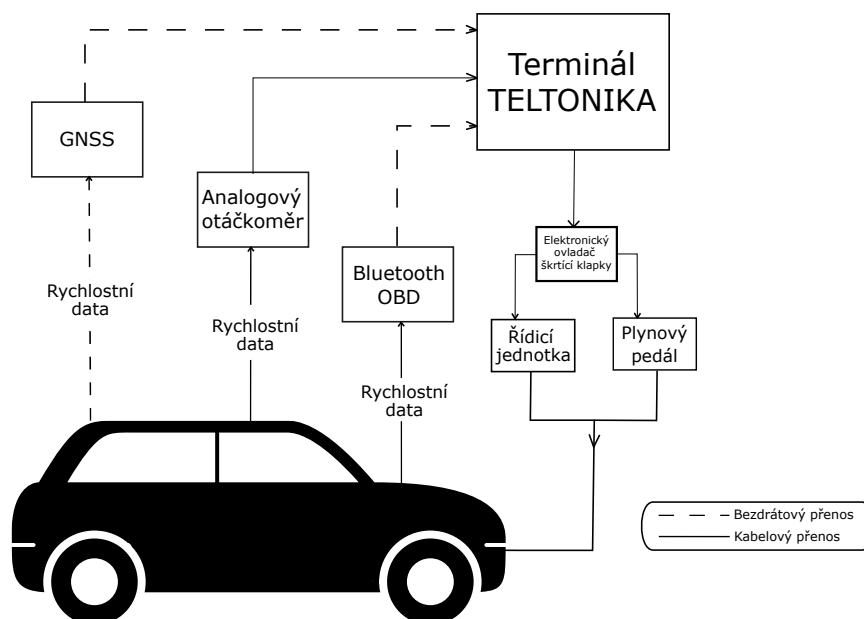 Terminál
TELTONIKA
GNSS
Analogový
otáčkoměr
Bluetooth
OBD
Elektronický
ovladač
škrtící klapky
Řídicí
jednotka
Plynový
pedál
Rychlostní
data
Rychlostní
data
Rychlostní
data
Bezdrátový přenos
Kabelový přenos